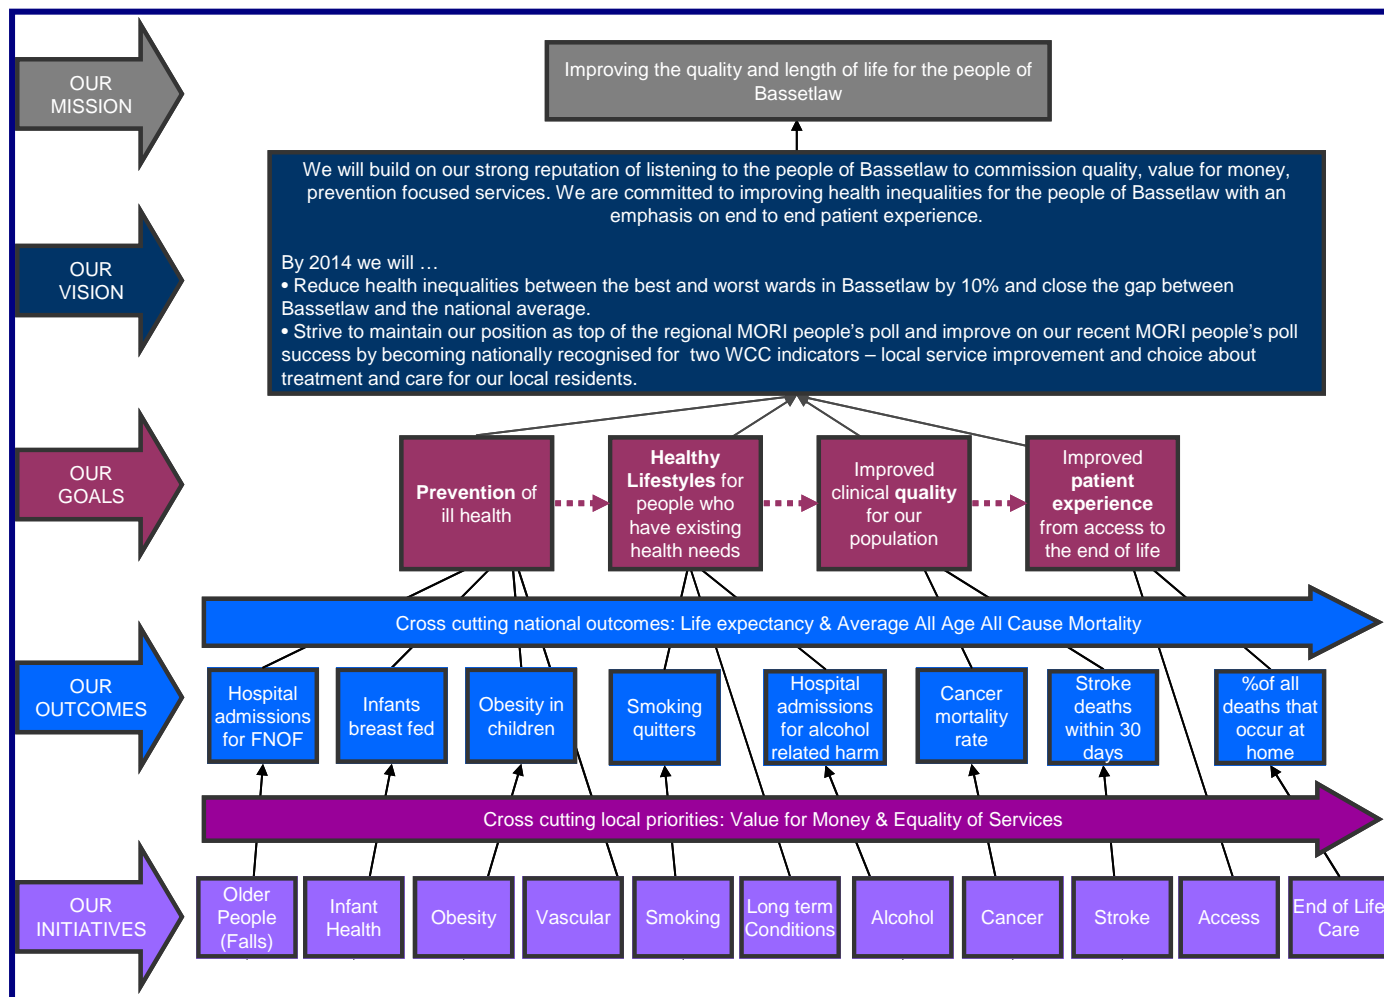 OUR
MISSION
Improving the quality and length of life for the people of
Bassetlaw
OUR
VISION
We will build on our strong reputation of listening to the people of Bassetlaw to commission quality, value for money,
prevention focused services. We are committed to improving health inequalities for the people of Bassetlaw with an
emphasis on end to end patient experience.
By 2014 we will …
• Reduce health inequalities between the best and worst wards in Bassetlaw by 10% and close the gap between
Bassetlaw and the national average.
• Strive to maintain our position as top of the regional MORI people’s poll and improve on our recent MORI people’s poll
success by becoming nationally recognised for  two WCC indicators – local service improvement and choice about
treatment and care for our local residents.
OUR
GOALS
Prevention of
ill health
Healthy
Lifestyles for
people who
have existing
health needs
Improved
clinical quality
for our
population
Improved
patient
experience
from access to
the end of life
Cross cutting national outcomes: Life expectancy & Average All Age All Cause Mortality
OUR
OUTCOMES
Hospital
admissions
for FNOF
Infants
breast fed
Obesity in
children
Smoking
quitters
Hospital
admissions
for alcohol
related harm
Cancer
mortality
rate
Stroke
deaths
within 30
days
%of all
deaths that
occur at
home
Cross cutting local priorities: Value for Money & Equality of Services
OUR
INITIATIVES
Older
People
(Falls)
Infant
Health
Obesity
Vascular
Smoking
Long term
Conditions
Alcohol
Cancer
Stroke
Access
End of Life
Care